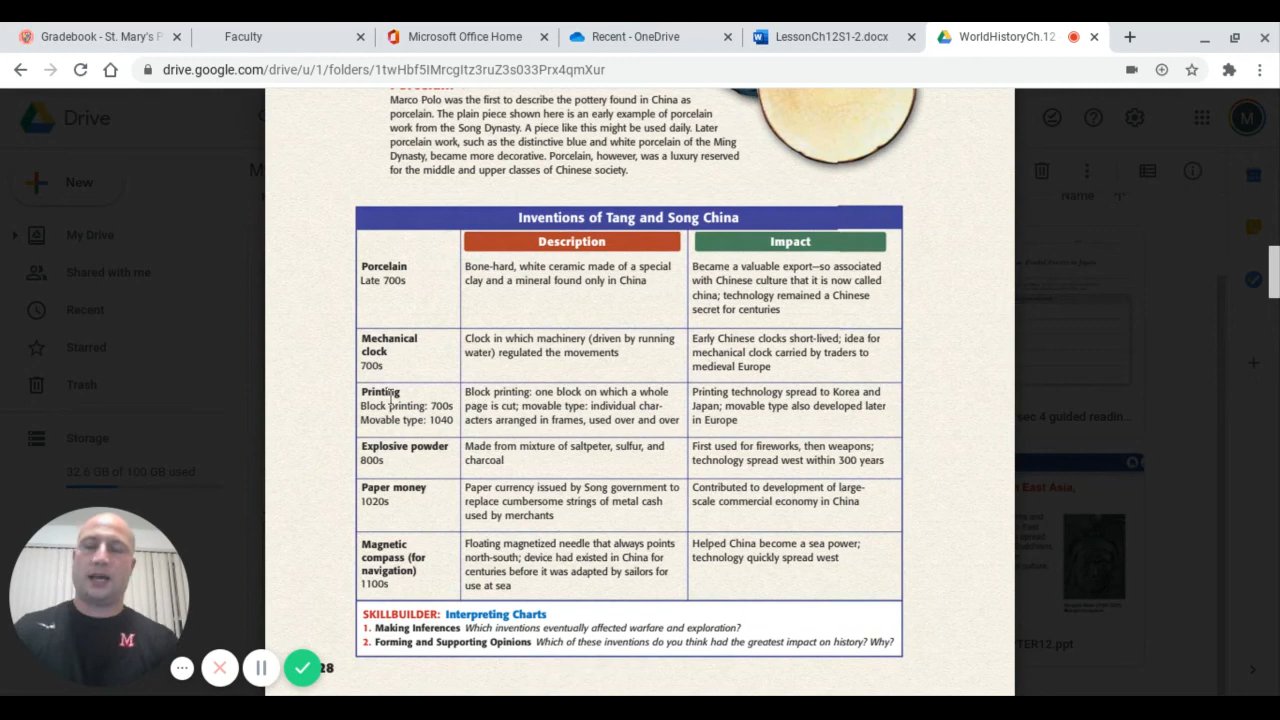 Gradebook - St. Mary's P
Faculty
Microsoft Office Home
Recent - OneDrive
LessonCh12S1-2.docx
WorldHistoryCh.12
drive.google.com/drive/u/1/folders/1twHbf5IMrcgItz3ruZ3s033Prx4qmXur
Drive
M
New
My Drive
Shared with me
Recent
Starred
Trash
Storage
32.6 GB of 100 GB used
Name
Marco Polo was the first to describe the pottery found in China as
porcelain. The plain piece shown here is an early example of porcelain
work from the Song Dynasty. A piece like this might be used daily. Later
porcelain work, such as the distinctive blue and white porcelain of the Ming
Dynasty, became more decorative. Porcelain, however, was a luxury reserved
for the middle and upper classes of Chinese society.
Inventions of Tang and Song China
Description
Impact
Porcelain
Late 700s
Bone-hard, white ceramic made of a special
clay and a mineral found only in China
Became a valuable export—so associated
with Chinese culture that it is now called
china; technology remained a Chinese
secret for centuries
Mechanical
clock
700s
Clock in which machinery (driven by running
water) regulated the movements
Early Chinese clocks short-lived; idea for
mechanical clock carried by traders to
medieval Europe
Printing
Block printing: 700s
Movable type: 1040
Block printing: one block on which a whole
page is cut; movable type: individual char-
acters arranged in frames, used over and over
Printing technology spread to Korea and
Japan; movable type also developed later
in Europe
Explosive powder
800s
Made from mixture of saltpeter, sulfur, and
charcoal
First used for fireworks, then weapons;
technology spread west within 300 years
Paper money
1020s
Paper currency issued by Song government to
replace cumbersome strings of metal cash
used by merchants
Contributed to development of large-
scale commercial economy in China
Magnetic
compass (for
navigation)
1100s
Floating magnetized needle that always points
north-south; device had existed in China for
centuries before it was adapted by sailors for
use at sea
Helped China become a sea power;
technology quickly spread west
SKILLBUILDER: Interpreting Charts
1. Making Inferences Which inventions eventually affected warfare and exploration?
2. Forming and Supporting Opinions Which of these inventions do you think had the greatest impact on history? Why?
28
sec 4 guided readin...
East Asia,
TER12.ppt
M